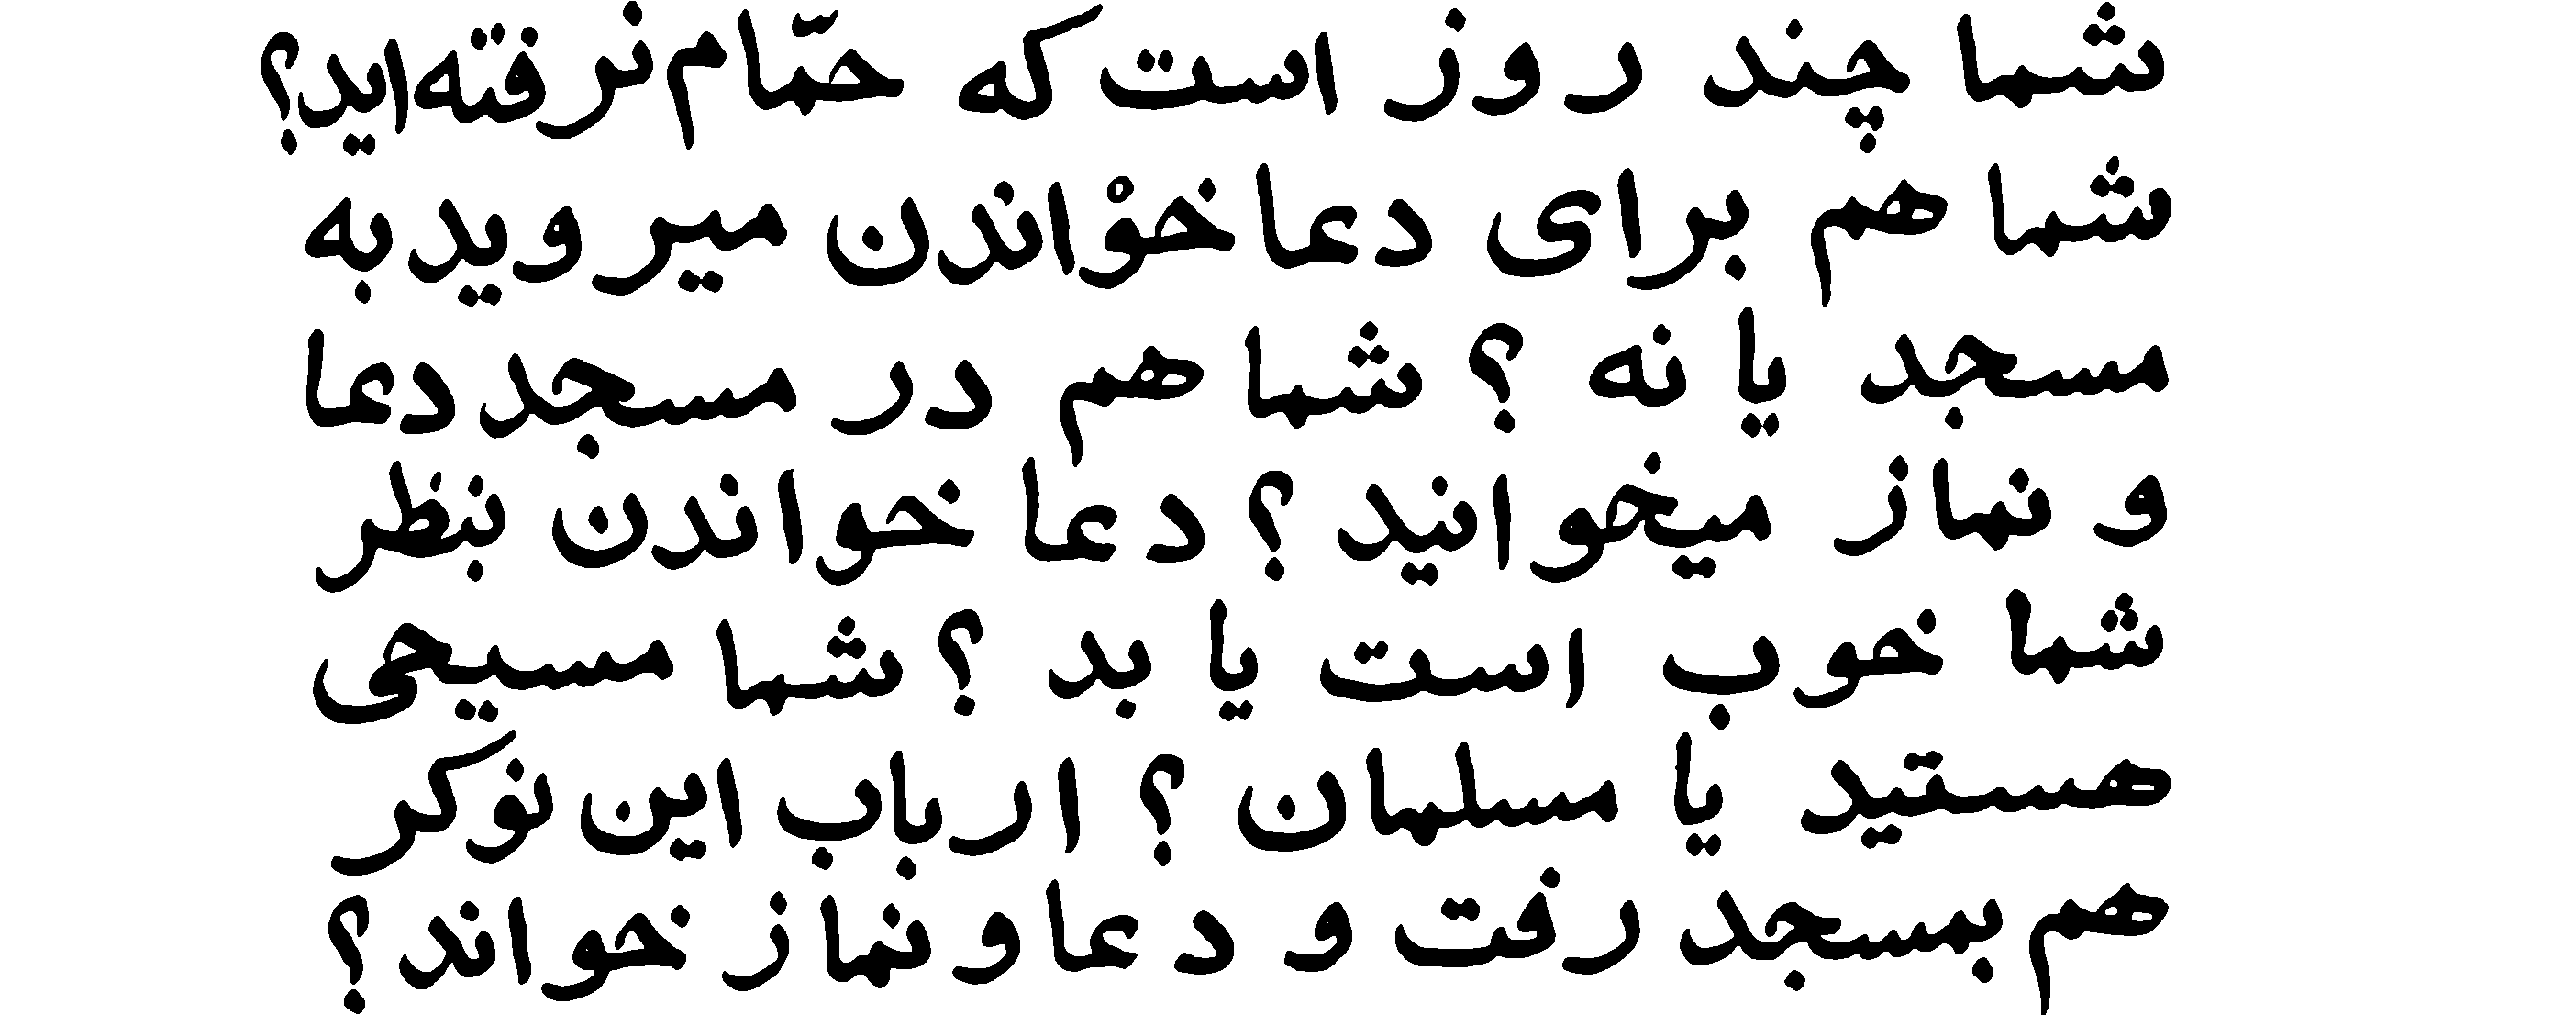 شما چند روز است که حمّام نرفته‌اید؟
شما هم برای دعا خوْاندن میروید به
مسجد یا نه ؟ شما هم در مسجد دعا
و نماز میخوانید ؟ دعا خواندن بنظر
شما خوب است یا بد ؟ شما مسیحی
هستید یا مسلمان ؟ ارباب این نوکر
هم بمسجد رفت و دعا و نماز خواند ؟